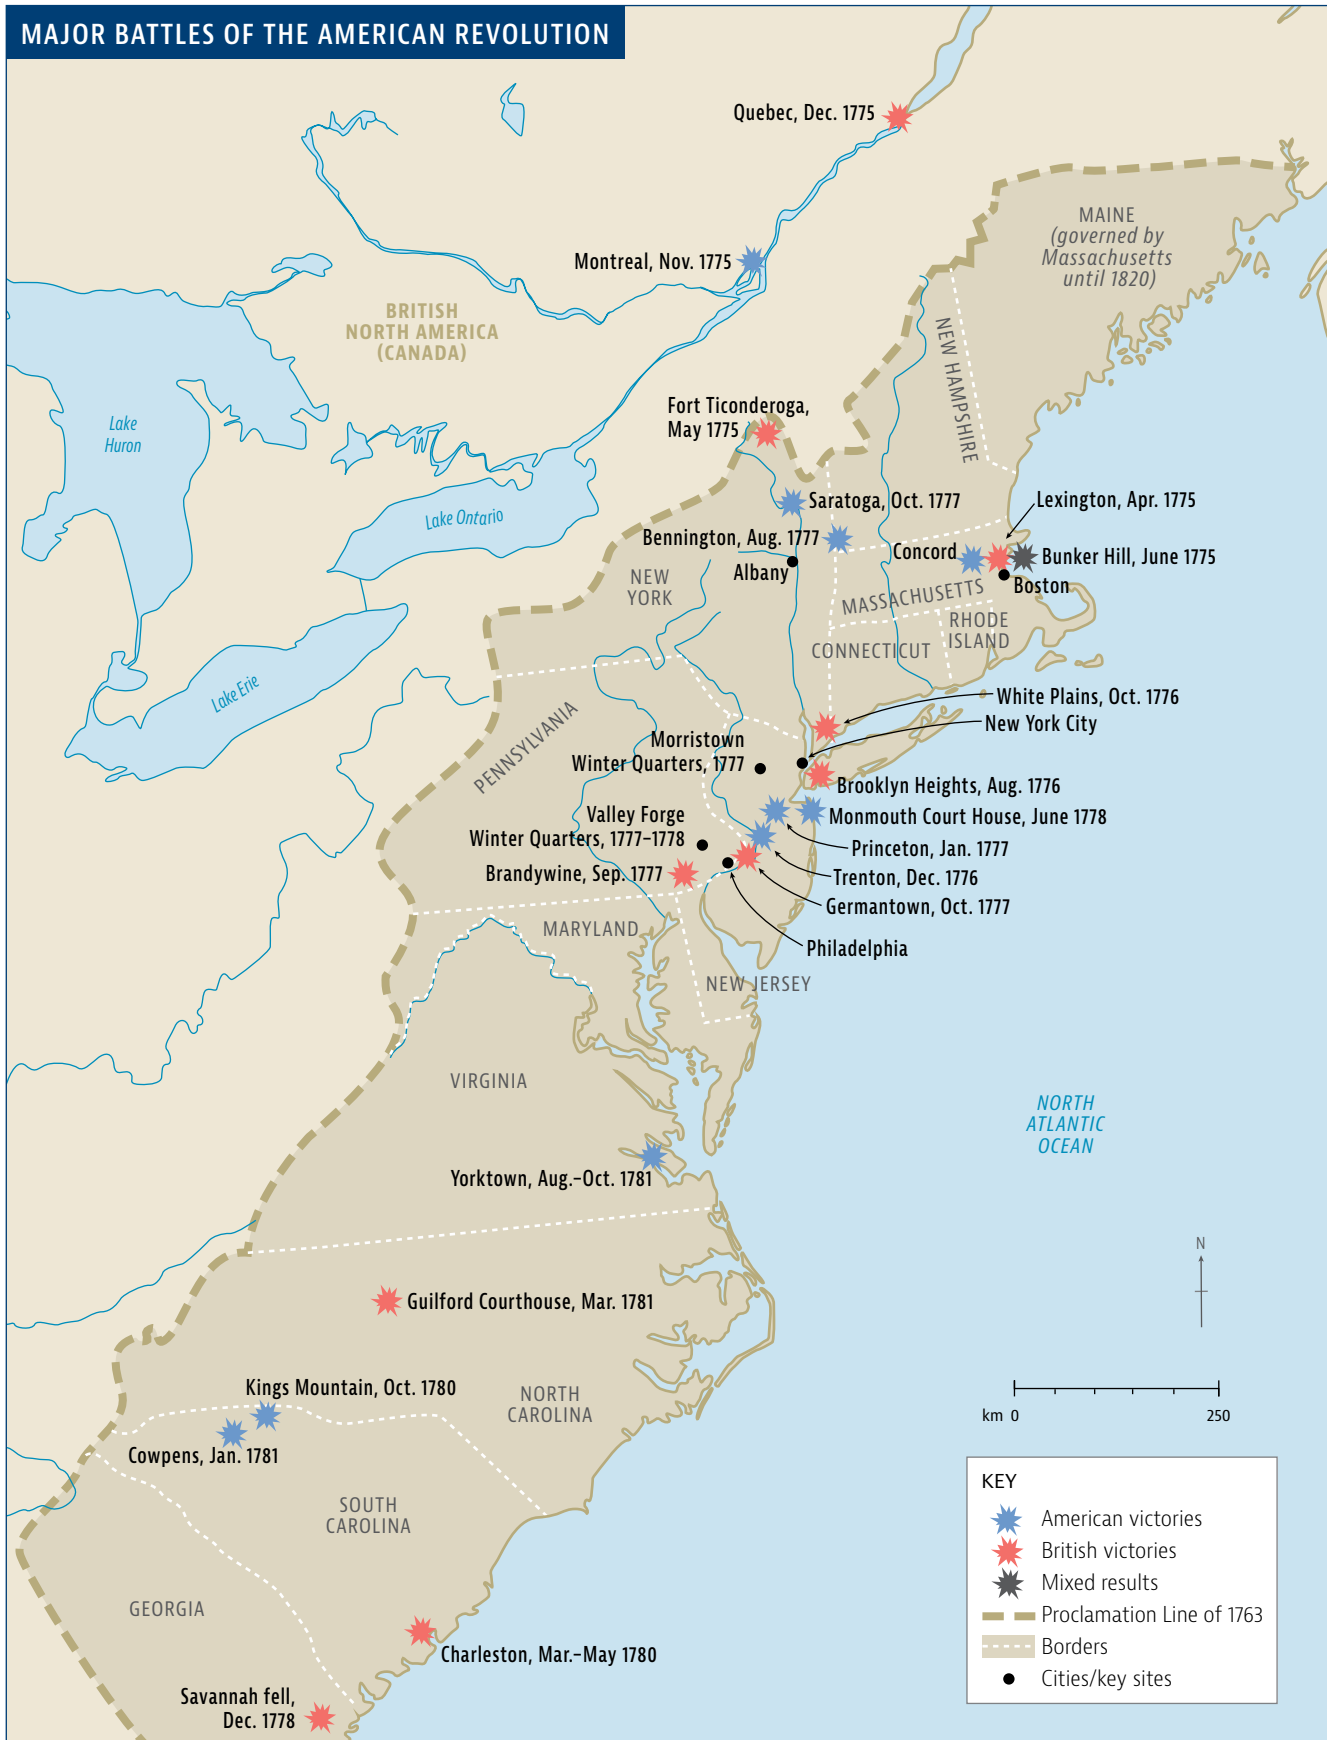 MAJOR BATTLES OF THE AMERICAN REVOLUTION
Quebec, Dec. 1775
MAINE
(governed by
Massachusetts
until 1820)
Montreal, Nov. 1775
BRITISH
NORTH AMERICA
(CANADA)
NEW HAMPSHIRE
Lake
Huron
Fort Ticonderoga,
May 1775
Lake Ontario
Saratoga, Oct. 1777
Lexington, Apr. 1775
Bennington, Aug. 1777
Concord
Bunker Hill, June 1775
Albany
Boston
NEW
YORK
MASSACHUSETTS
RHODE
ISLAND
CONNECTICUT
Lake Erie
White Plains, Oct. 1776
New York City
PENNSYLVANIA
Morristown
Winter Quarters, 1777
Brooklyn Heights, Aug. 1776
Valley Forge
Winter Quarters, 1777–1778
Monmouth Court House, June 1778
Princeton, Jan. 1777
Brandywine, Sep. 1777
Trenton, Dec. 1776
Germantown, Oct. 1777
MARYLAND
Philadelphia
NEW JERSEY
VIRGINIA
NORTH
ATLANTIC
OCEAN
Yorktown, Aug.–Oct. 1781
N
Guilford Courthouse, Mar. 1781
Kings Mountain, Oct. 1780
NORTH
CAROLINA
km 0 250
Cowpens, Jan. 1781
SOUTH
CAROLINA
GEORGIA
Charleston, Mar.–May 1780
Savannah fell,
Dec. 1778
KEY
American victories
British victories
Mixed results
Proclamation Line of 1763
Borders
Cities/key sites